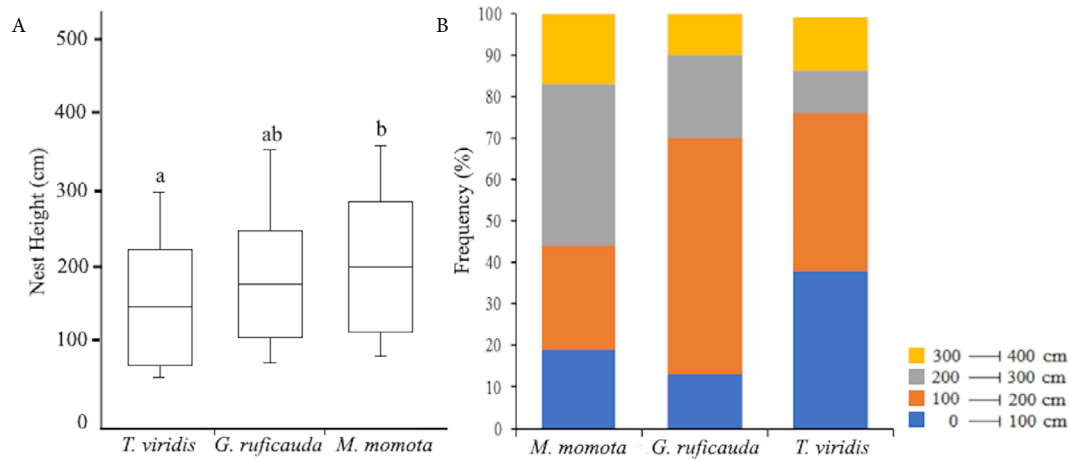 A
Nest Height (cm)
500
400
300
200
100
0
a
ab
b
T. viridis
G. ruficauda
M. momota
B
Frequency (%)
100
90
80
70
60
50
40
30
20
10
0
M. momota
G. ruficauda
T. viridis
300 400 cm
200 300 cm
100 200 cm
0 100 cm